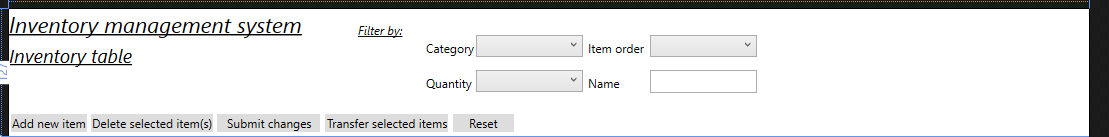 Inventory management system
Inventory table
Filter by:
Category Item order
Quantity Name
Add new item Delete selected item(s) Submit changes Transfer selected items Reset
127